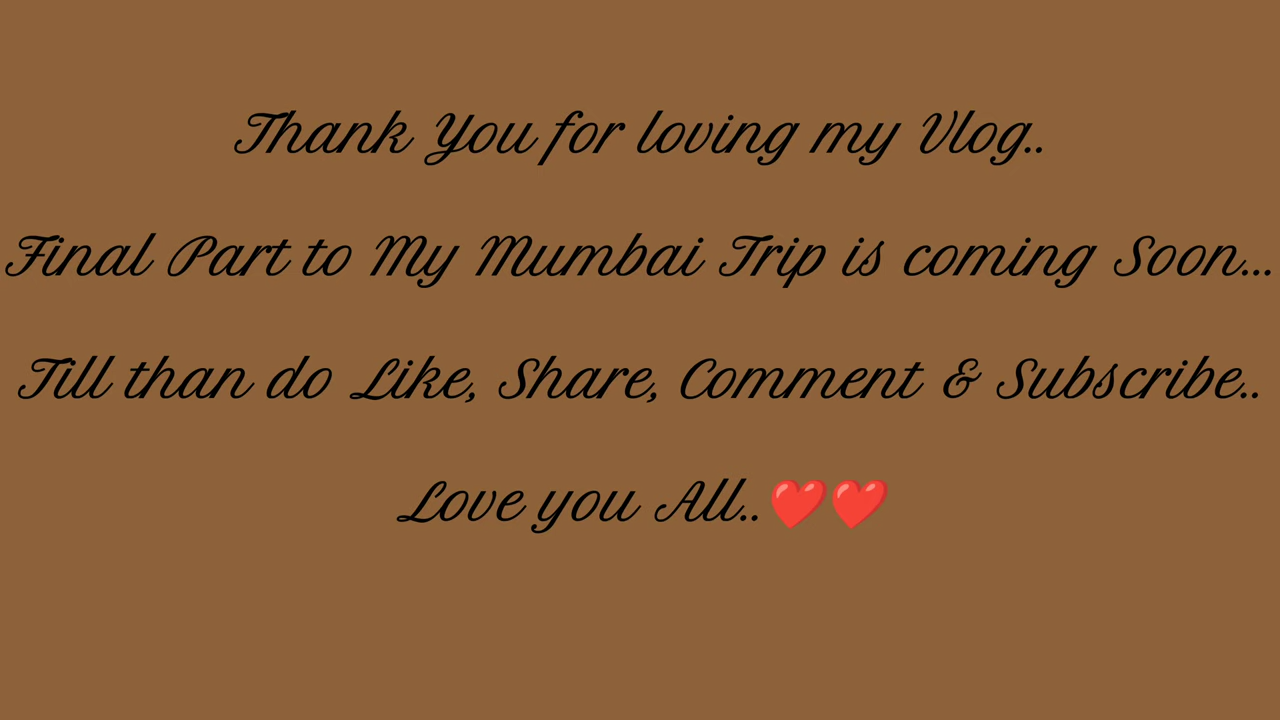 Thank You for loving my Vlog..
Final Part to My Mumbai Trip is coming Soon...
Till than do Like, Share, Comment & Subscribe..
Love you All..❤️❤️